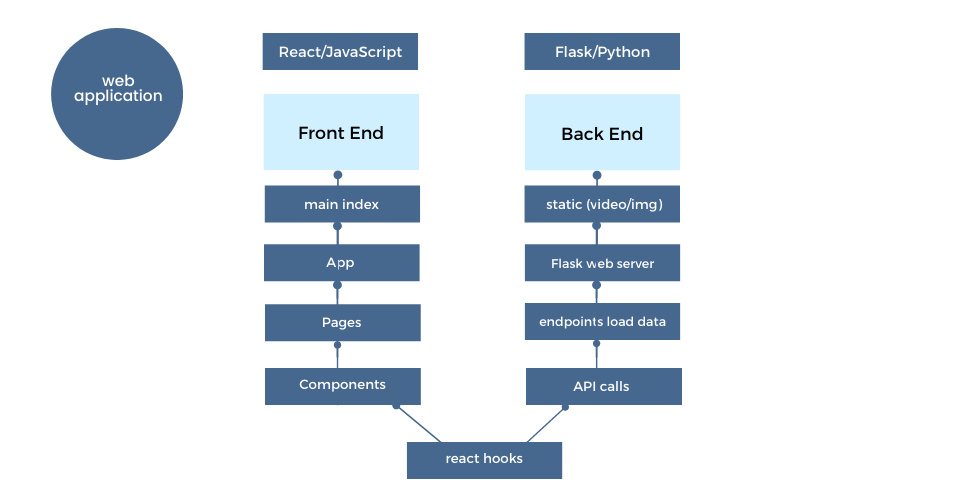 web
application
React/JavaScript
Flask/Python
Front End
Back End
main index
static (video/img)
App
Flask web server
Pages
endpoints load data
Components
API calls
react hooks